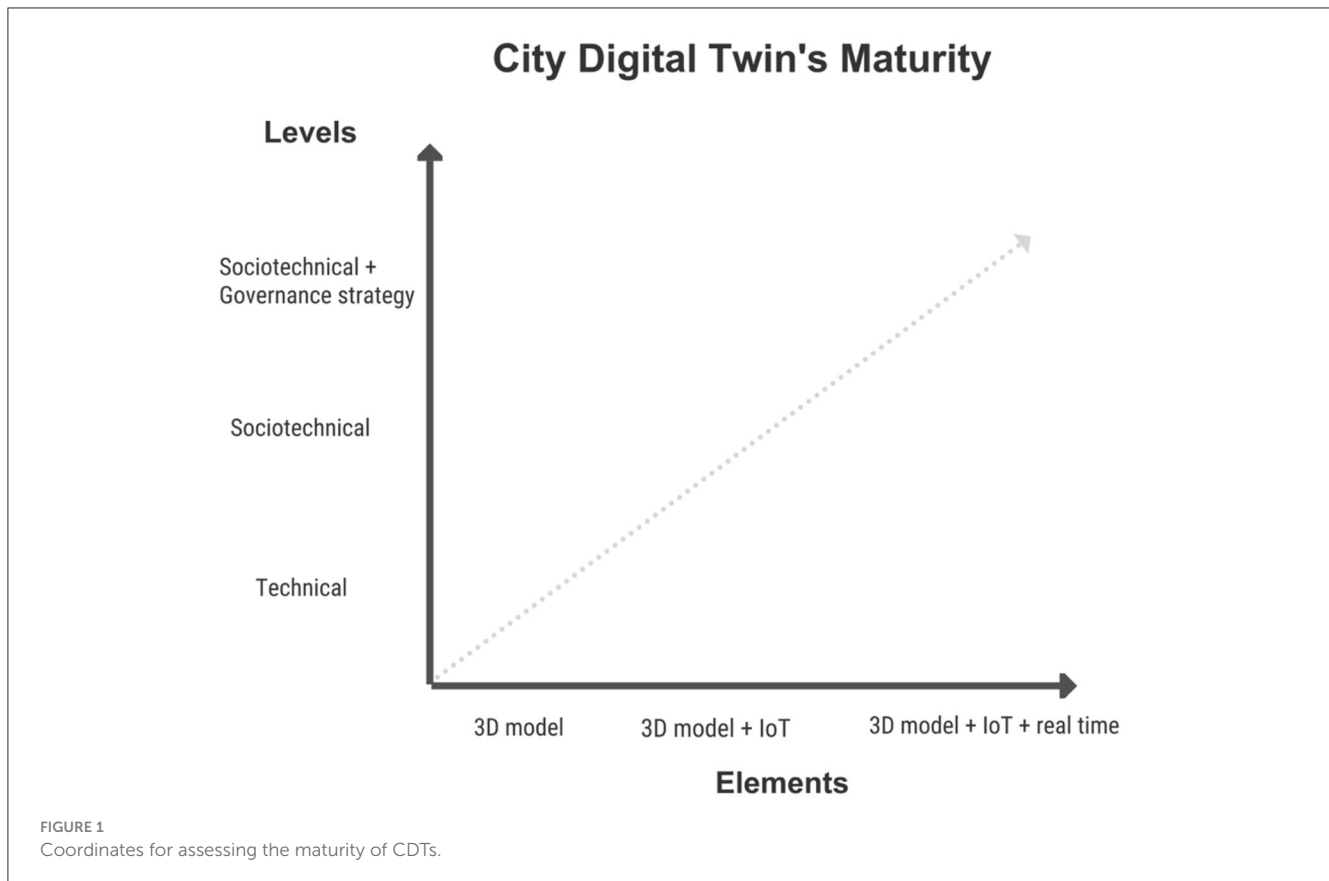 City Digital Twin's Maturity
Levels
Sociotechnical +
Governance strategy
Sociotechnical
Technical
3D model
3D model + IoT
3D model + IoT + real time
Elements
FIGURE 1
Coordinates for assessing the maturity of CDTs.